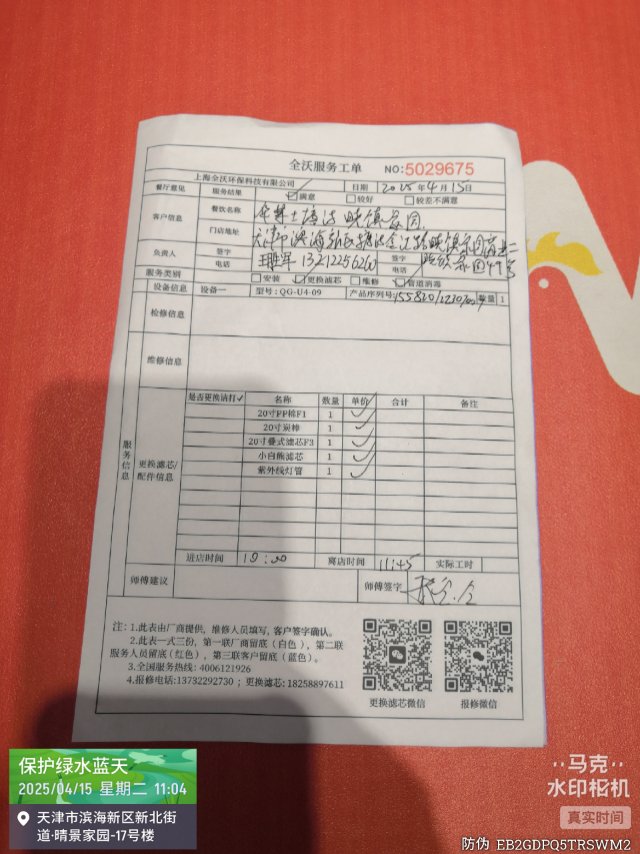 全沃服务工单 NO:5029675
上海全沃环保科技有限公司 日期 2025年4月15日
餐厅意见 服务结果 满意 较好 较差不满意
客户信息 餐饮名称
门店地址 天津市滨海新区塘沽
负责人 签字 签字
电话 13212256260 电话
服务类别 安装 更换滤芯 维修 管道消毒
设备信息 设备一 型号:QG-U4-09 产品序列号: 数量 1
检修信息
维修信息
服务信息 更换滤芯/配件信息
是否更换请打✓ 名称 数量 单价 合计 备注
20寸PP棉F1 1 ✓
20寸炭棒 1 ✓
20寸叠式滤芯F3 1 ✓
小白熊滤芯 1 ✓
紫外线灯管 1 ✓
进店时间 10:00 离店时间 11:45 实际工时
师傅建议 师傅签字
注: 1.此表由厂商提供, 维修人员填写, 客户签字确认。
2.此表一式三份, 第一联厂商留底(白色), 第二联
服务人员留底(红色), 第三联客户留底(蓝色)。
3.全国服务热线: 4006121926
4.报修电话:13732292730 ; 更换滤芯: 18258897611
更换滤芯微信 报修微信
保护绿水蓝天
2025/04/15 星期二 11:04
天津市滨海新区新北街
道·晴景家园-17号楼
马克
水印相机
真实时间
防伪 EB2GDPQ5TRSWM2